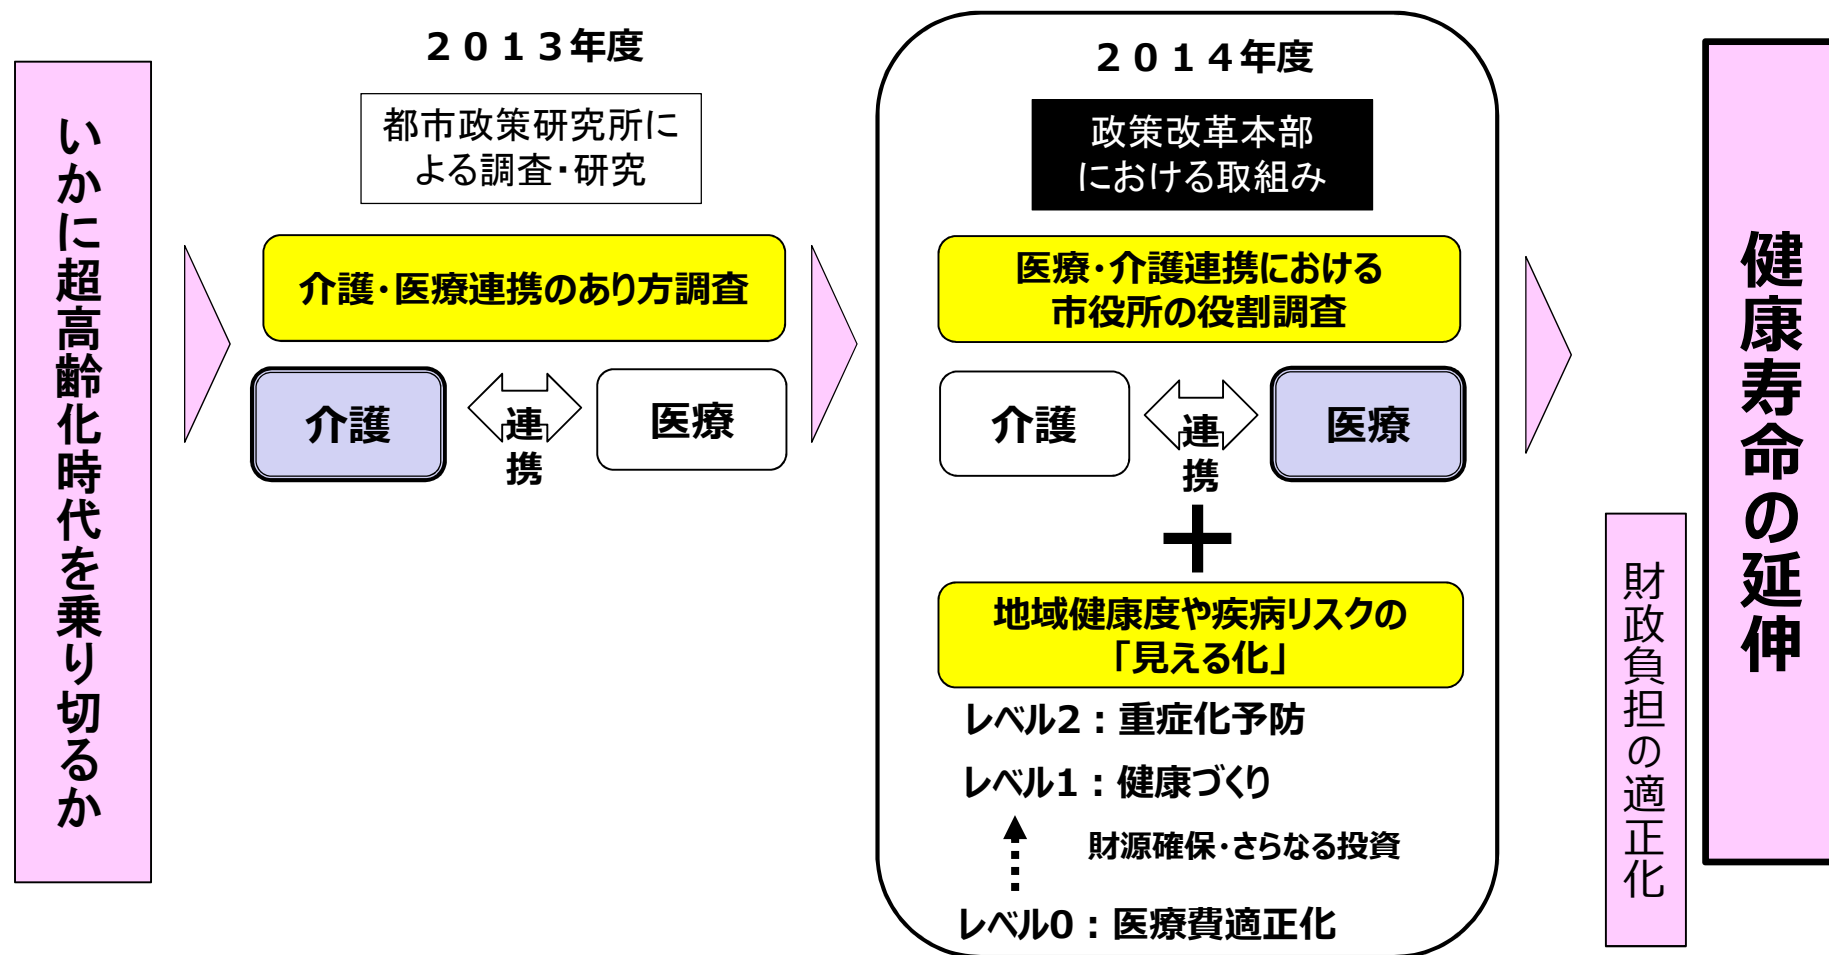 いかに超高齢化時代を乗り切るか
２０１３年度
都市政策研究所に
よる調査・研究
介護・医療連携のあり方調査
介護
連
携
医療
２０１４年度
政策改革本部
における取組み
医療・介護連携における
市役所の役割調査
介護
連
携
医療
＋
地域健康度や疾病リスクの
「見える化」
レベル2：重症化予防
レベル1：健康づくり
財源確保・さらなる投資
レベル0：医療費適正化
財政負担の適正化
健康寿命の延伸